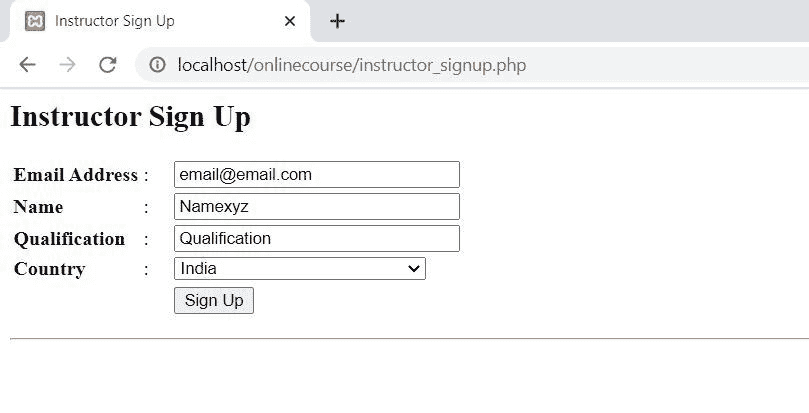 Instructor Sign Up
localhost/onlinecourse/instructor_signup.php
Instructor Sign Up
Email Address : email@email.com
Name : Namexyz
Qualification : Qualification
Country : India
Sign Up